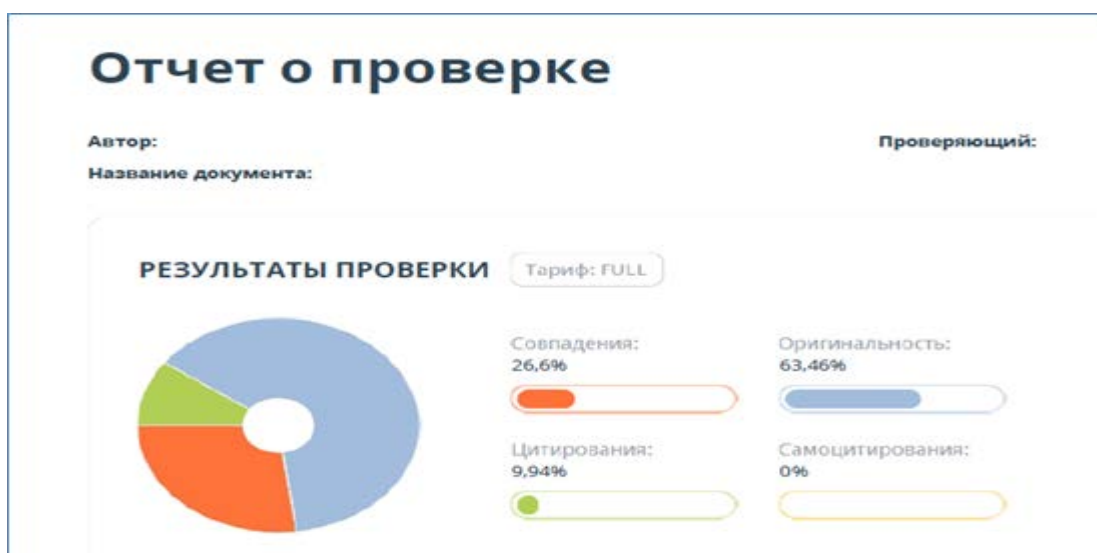 Отчет о проверке
Автор:
Проверяющий:
Название документа:
РЕЗУЛЬТАТЫ ПРОВЕРКИ
Тариф: FULL
Совпадения:
26,6%
Оригинальность:
63,46%
Цитирования:
9,94%
Самоцитирования:
0%